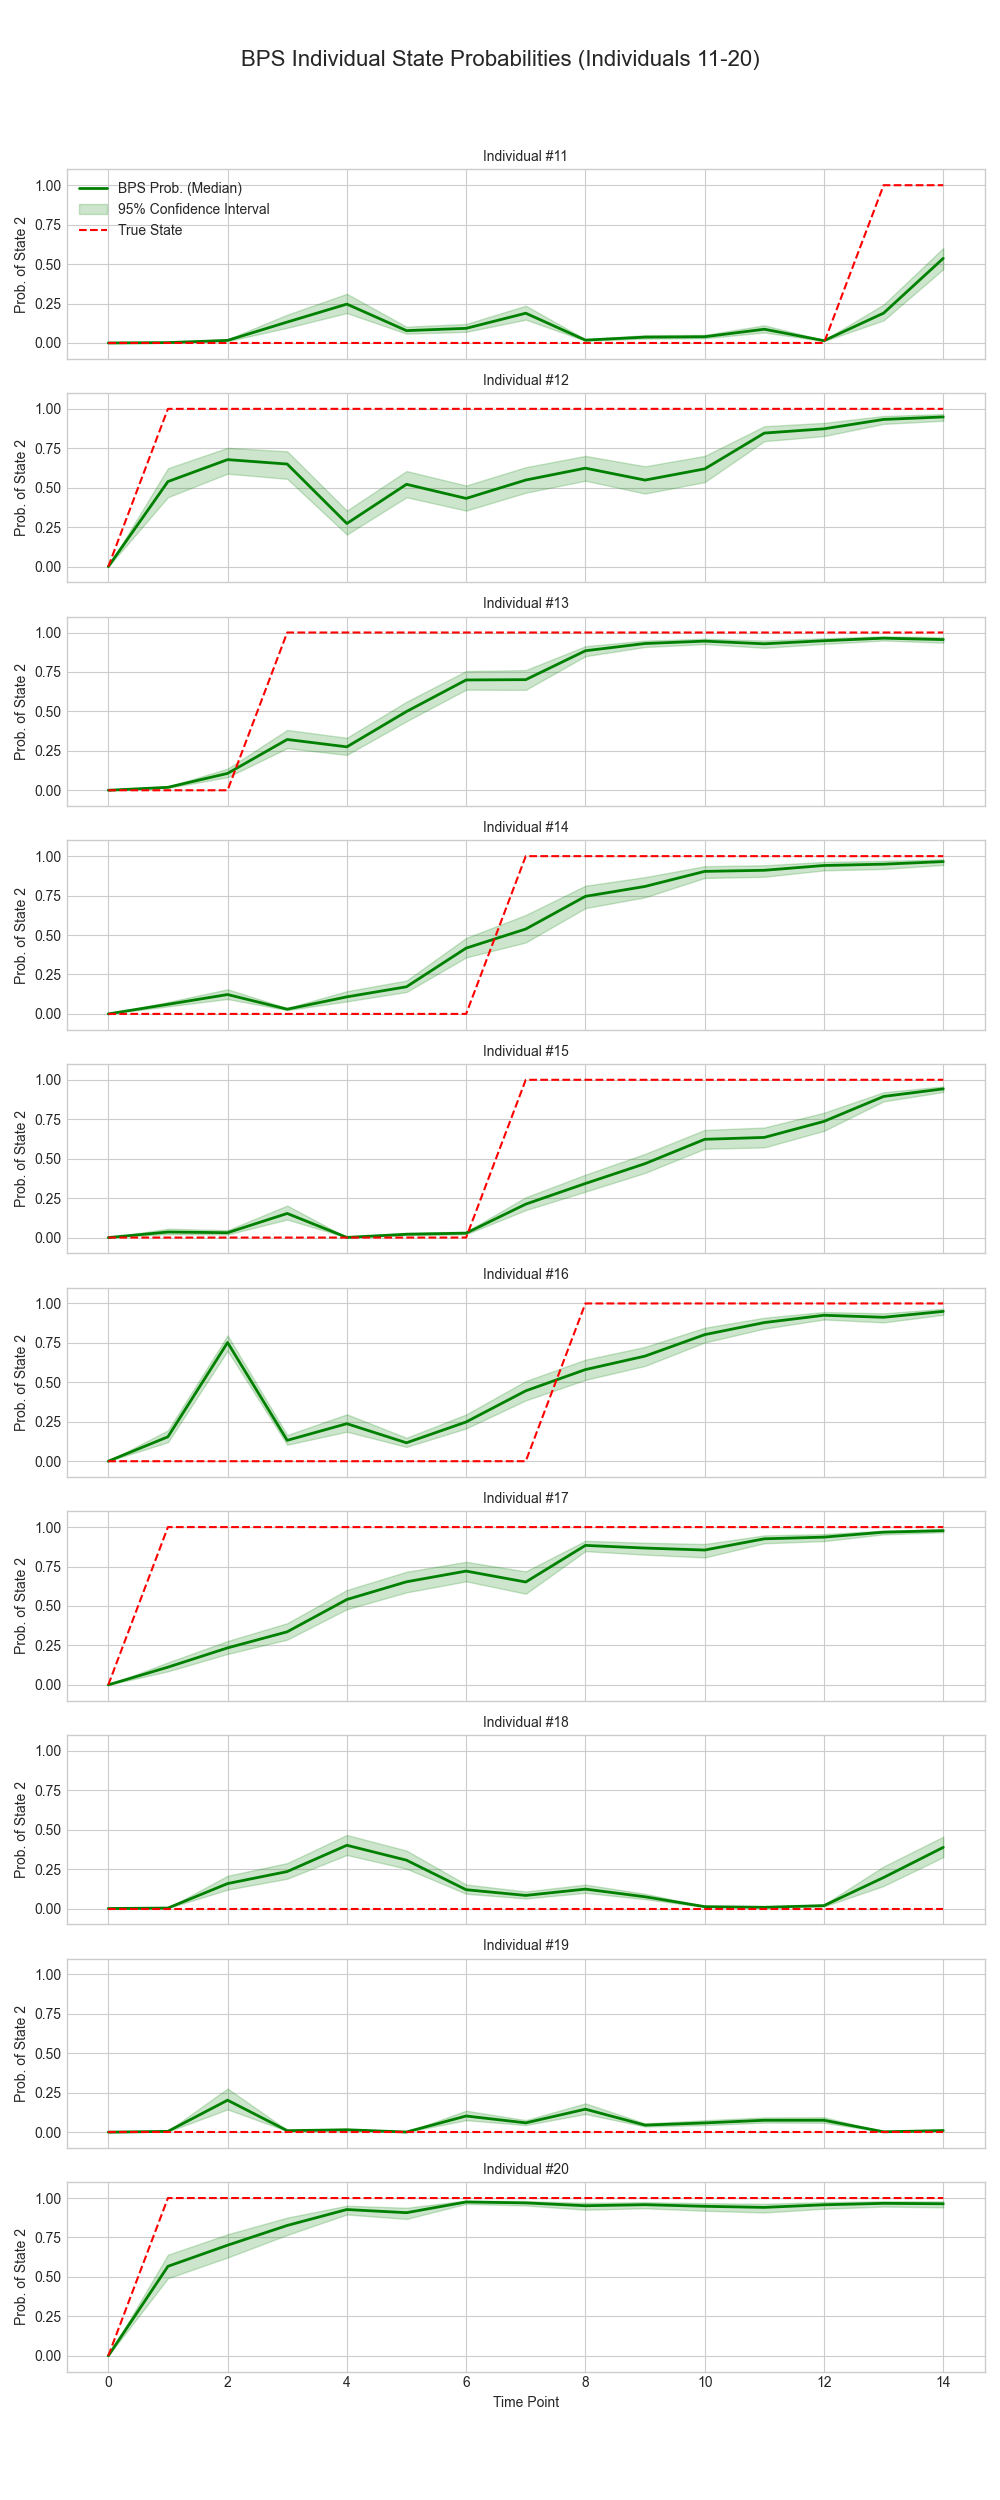 BPS Individual State Probabilities (Individuals 11-20)
Individual #11
BPS Prob. (Median)
95% Confidence Interval
True State
Prob. of State 2
1.00
0.75
0.50
0.25
0.00
Individual #12
Prob. of State 2
1.00
0.75
0.50
0.25
0.00
Individual #13
Prob. of State 2
1.00
0.75
0.50
0.25
0.00
Individual #14
Prob. of State 2
1.00
0.75
0.50
0.25
0.00
Individual #15
Prob. of State 2
1.00
0.75
0.50
0.25
0.00
Individual #16
Prob. of State 2
1.00
0.75
0.50
0.25
0.00
Individual #17
Prob. of State 2
1.00
0.75
0.50
0.25
0.00
Individual #18
Prob. of State 2
1.00
0.75
0.50
0.25
0.00
Individual #19
Prob. of State 2
1.00
0.75
0.50
0.25
0.00
Individual #20
Prob. of State 2
1.00
0.75
0.50
0.25
0.00
0 2 4 6 8 10 12 14
Time Point